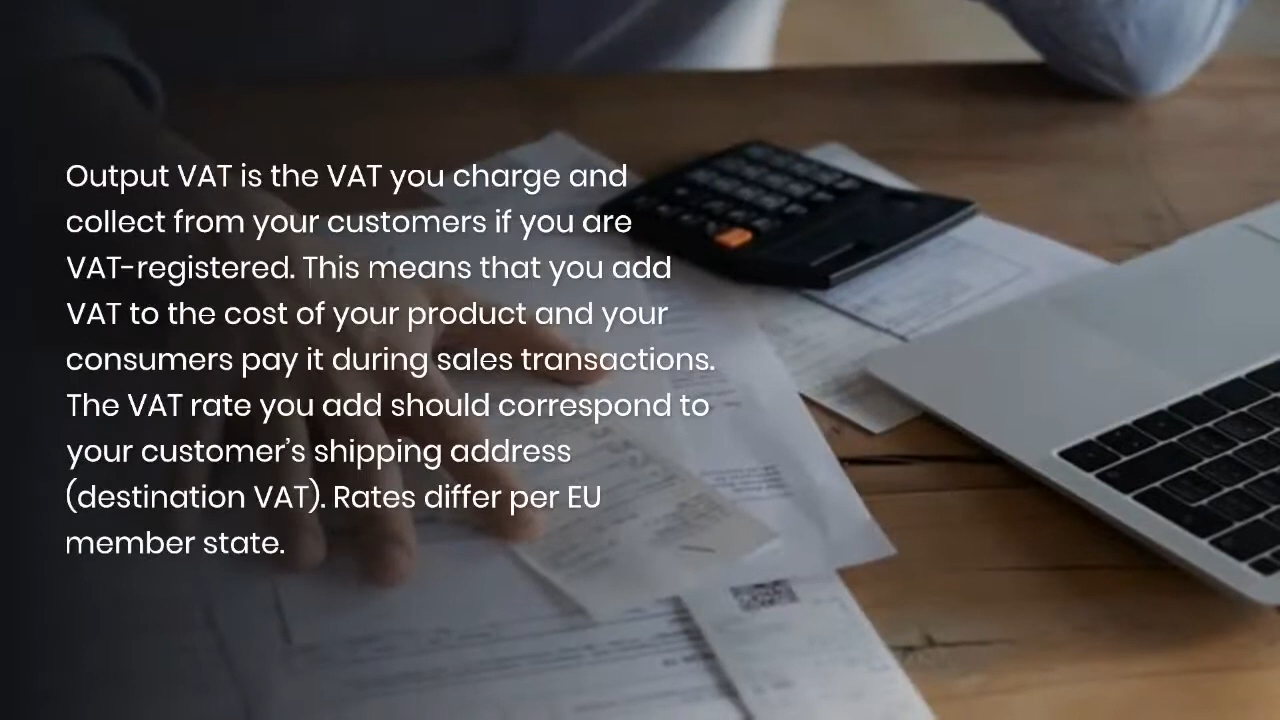 Output VAT is the VAT you charge and
collect from your customers if you are
VAT-registered. This means that you add
VAT to the cost of your product and your
consumers pay it during sales transactions.
The VAT rate you add should correspond to
your customer’s shipping address
(destination VAT). Rates differ per EU
member state.